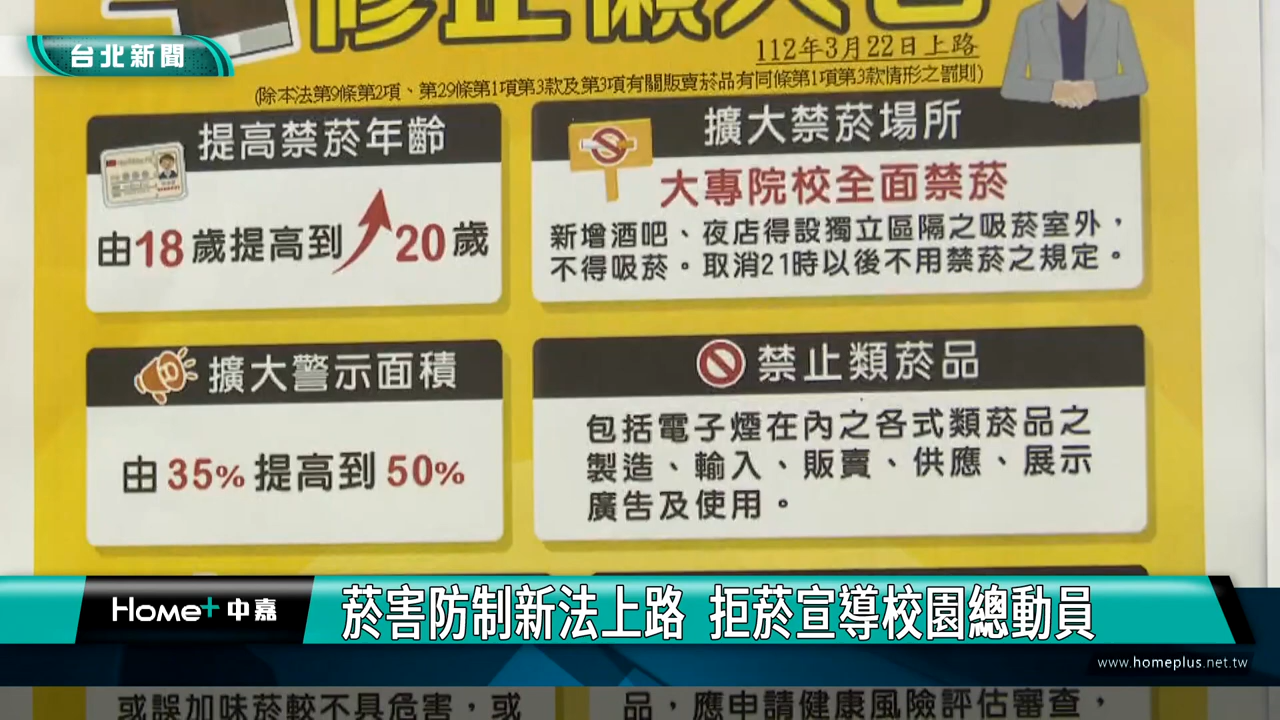 台北新聞
修正懶人包
112年3月22日上路
(除本法第9條第2項、第29條第1項第3款及第3項有關販賣菸品有同條第1項第3款情形之罰則)
提高禁菸年齡
由18歲提高到20歲
擴大禁菸場所
大專院校全面禁菸
新增酒吧、夜店得設獨立區隔之吸菸室外,
不得吸菸。取消21時以後不用禁菸之規定。
擴大警示面積
由35%提高到50%
禁止類菸品
包括電子煙在內之各式類菸品之
製造、輸入、販賣、供應、展示
廣告及使用。
Home+中嘉
菸害防制新法上路 拒菸宣導校園總動員
www.homeplus.net.tw
或誤加味菸較不具危害,或
品,應申請健康風險評估審查,